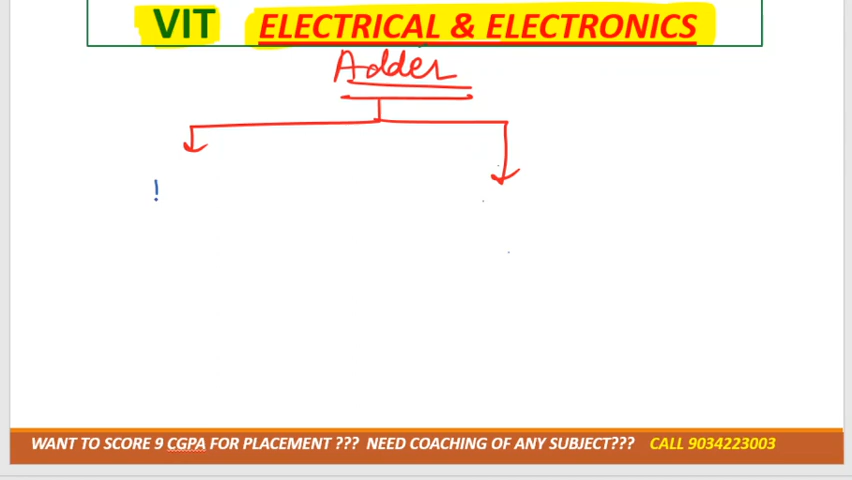 VIT ELECTRICAL & ELECTRONICS
Adder
!
WANT TO SCORE 9 CGPA FOR PLACEMENT ??? NEED COACHING OF ANY SUBJECT??? CALL 9034223003